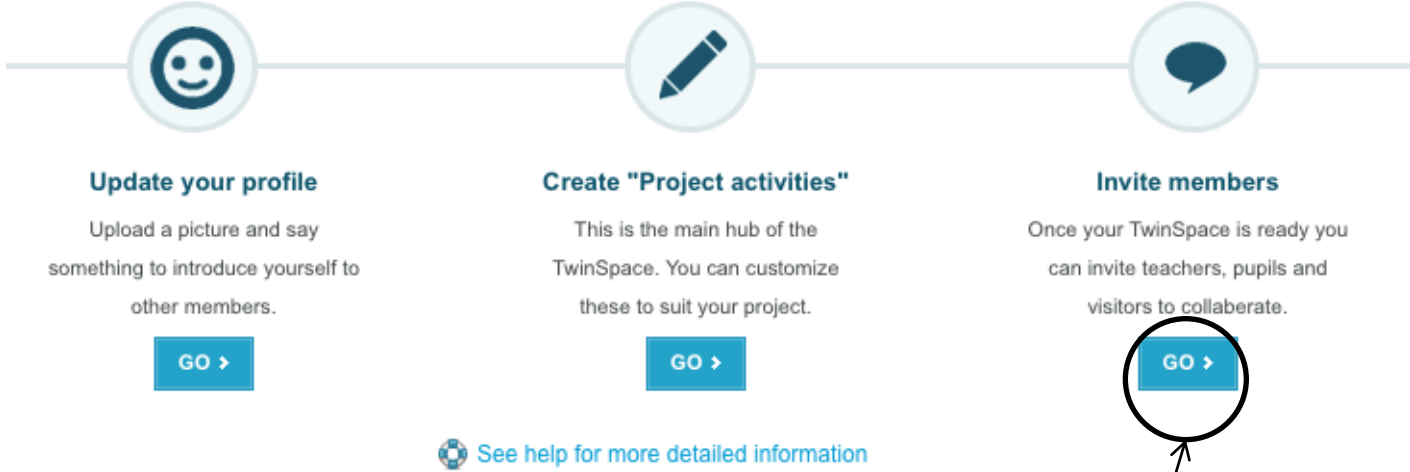 Update your profile
Upload a picture and say
something to introduce yourself to
other members.
GO >
Create "Project activities"
This is the main hub of the
TwinSpace. You can customize
these to suit your project.
GO >
Invite members
Once your TwinSpace is ready you
can invite teachers, pupils and
visitors to collaberate.
GO >
See help for more detailed information